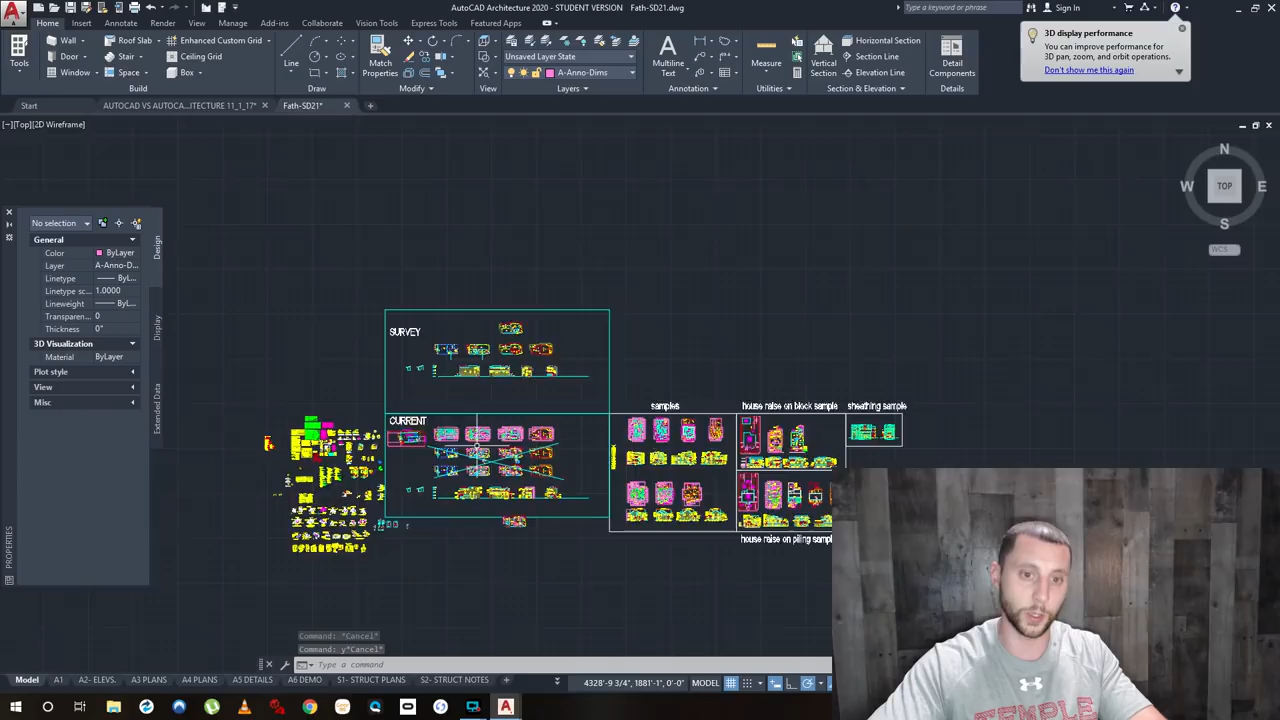 AutoCAD Architecture 2020 - STUDENT VERSION Fath-SD21.dwg
Type a keyword or phrase
Sign In
Home Insert Annotate Render View Manage Add-ins Collaborate Vision Tools Express Tools Featured Apps
Tools
Wall
Door
Window
Roof Slab
Stair
Space
Enhanced Custom Grid
Ceiling Grid
Box
Build
Line
Draw
Match Properties
Modify
View
Unsaved Layer State
A-Anno-Dims
Layers
Multiline Text
Annotation
Measure
Utilities
Vertical Section
Horizontal Section
Section Line
Elevation Line
Section & Elevation
Detail Components
Details
3D display performance
You can improve performance for
3D pan, zoom, and orbit operations.
Don't show me this again
Start AUTOCAD VS AUTOCA...ITECTURE 11_1_17* Fath-SD21*
[−][Top][2D Wireframe]
N
W TOP E
S
WCS
No selection
General
Color ByLayer
Layer A-Anno-D...
Linetype ByL...
Linetype sc... 1.0000
Lineweight ByL...
Transparen... 0
Thickness 0"
3D Visualization
Material ByLayer
Plot style
View
Misc
Design
Display
Extended Data
PROPERTIES
SURVEY
CURRENT
samples
house raise on block sample
sheathing sample
house raise on piling sampl
Command: *Cancel*
Command: y*Cancel*
Type a command
Model A1 A2- ELEVS. A3 PLANS A4 PLANS A5 DETAILS A6 DEMO S1- STRUCT PLANS S2- STRUCT NOTES
4328'-9 3/4", 1881'-1", 0'-0" MODEL
TEMPLE